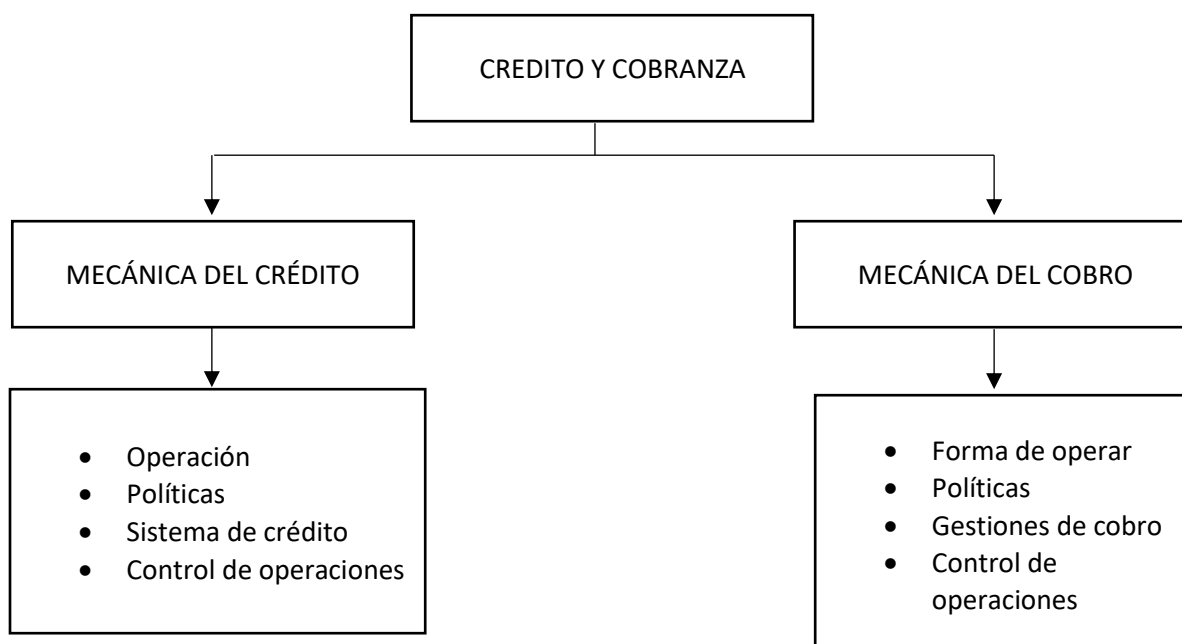 CREDITO Y COBRANZA
MECÁNICA DEL CRÉDITO
MECÁNICA DEL COBRO
• Operación
• Políticas
• Sistema de crédito
• Control de operaciones
• Forma de operar
• Políticas
• Gestiones de cobro
• Control de
operaciones